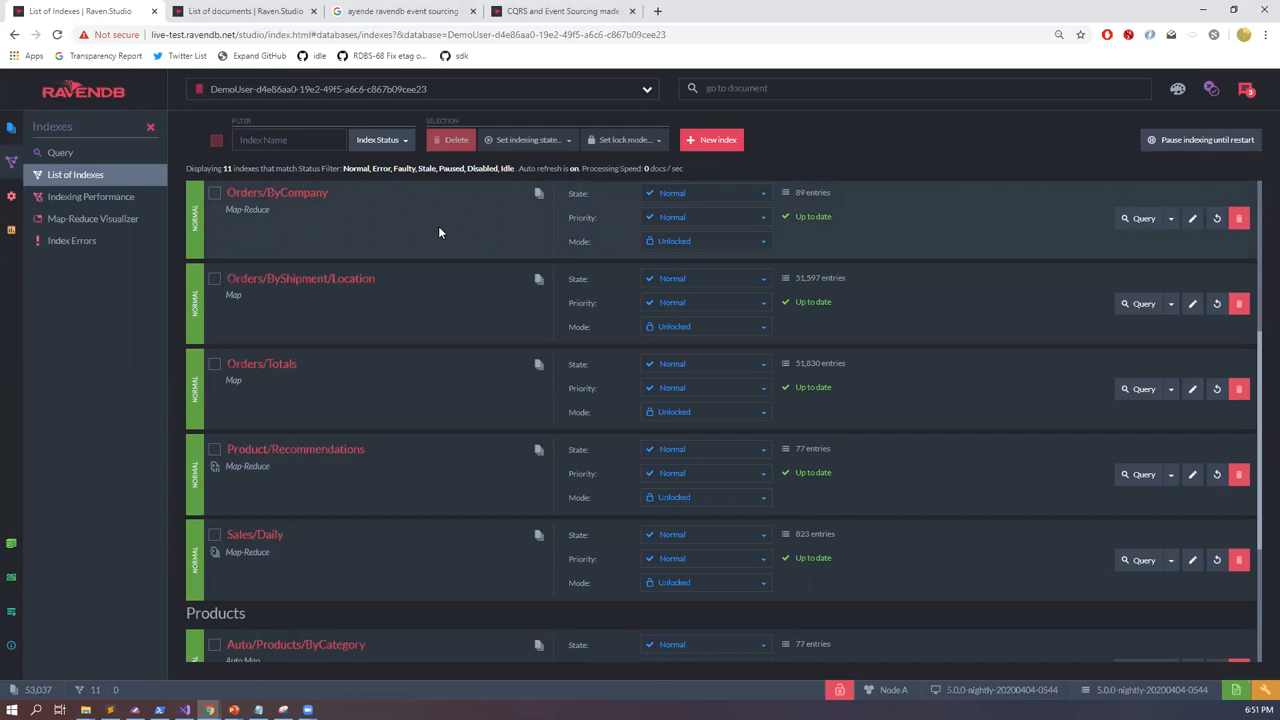 List of Indexes | Raven.Studio
List of documents | Raven.Studio
ayende ravendb event sourcing
CQRS and Event Sourcing made
Not secure | live-test.ravendb.net/studio/index.html#databases/indexes?&database=DemoUser-d4e86aa0-19e2-49f5-a6c6-c867b09cee23
Apps Transparency Report Twitter List Expand GitHub idle RDBS-68 Fix etag o... sdk
RAVENDB
DemoUser-d4e86aa0-19e2-49f5-a6c6-c867b09cee23
go to document
3
Indexes
Query
List of Indexes
Indexing Performance
Map-Reduce Visualizer
Index Errors
FILTER
SELECTION
Index Name
Index Status
Delete
Set indexing state...
Set lock mode...
New index
Pause indexing until restart
Displaying 11 indexes that match Status Filter: Normal, Error, Faulty, Stale, Paused, Disabled, Idle. Auto refresh is on. Processing Speed: 0 docs / sec
NORMAL
Orders/ByCompany
Map-Reduce
State: Normal
Priority: Normal
Mode: Unlocked
89 entries
Up to date
Query
NORMAL
Orders/ByShipment/Location
Map
State: Normal
Priority: Normal
Mode: Unlocked
51,597 entries
Up to date
Query
NORMAL
Orders/Totals
Map
State: Normal
Priority: Normal
Mode: Unlocked
51,830 entries
Up to date
Query
NORMAL
Product/Recommendations
Map-Reduce
State: Normal
Priority: Normal
Mode: Unlocked
77 entries
Up to date
Query
NORMAL
Sales/Daily
Map-Reduce
State: Normal
Priority: Normal
Mode: Unlocked
823 entries
Up to date
Query
Products
Auto/Products/ByCategory
Auto Map
State: Normal
77 entries
53,037
11 : 0
Node A
5.0.0-nightly-20200404-0544
5.0.0-nightly-20200404-0544
6:51 PM